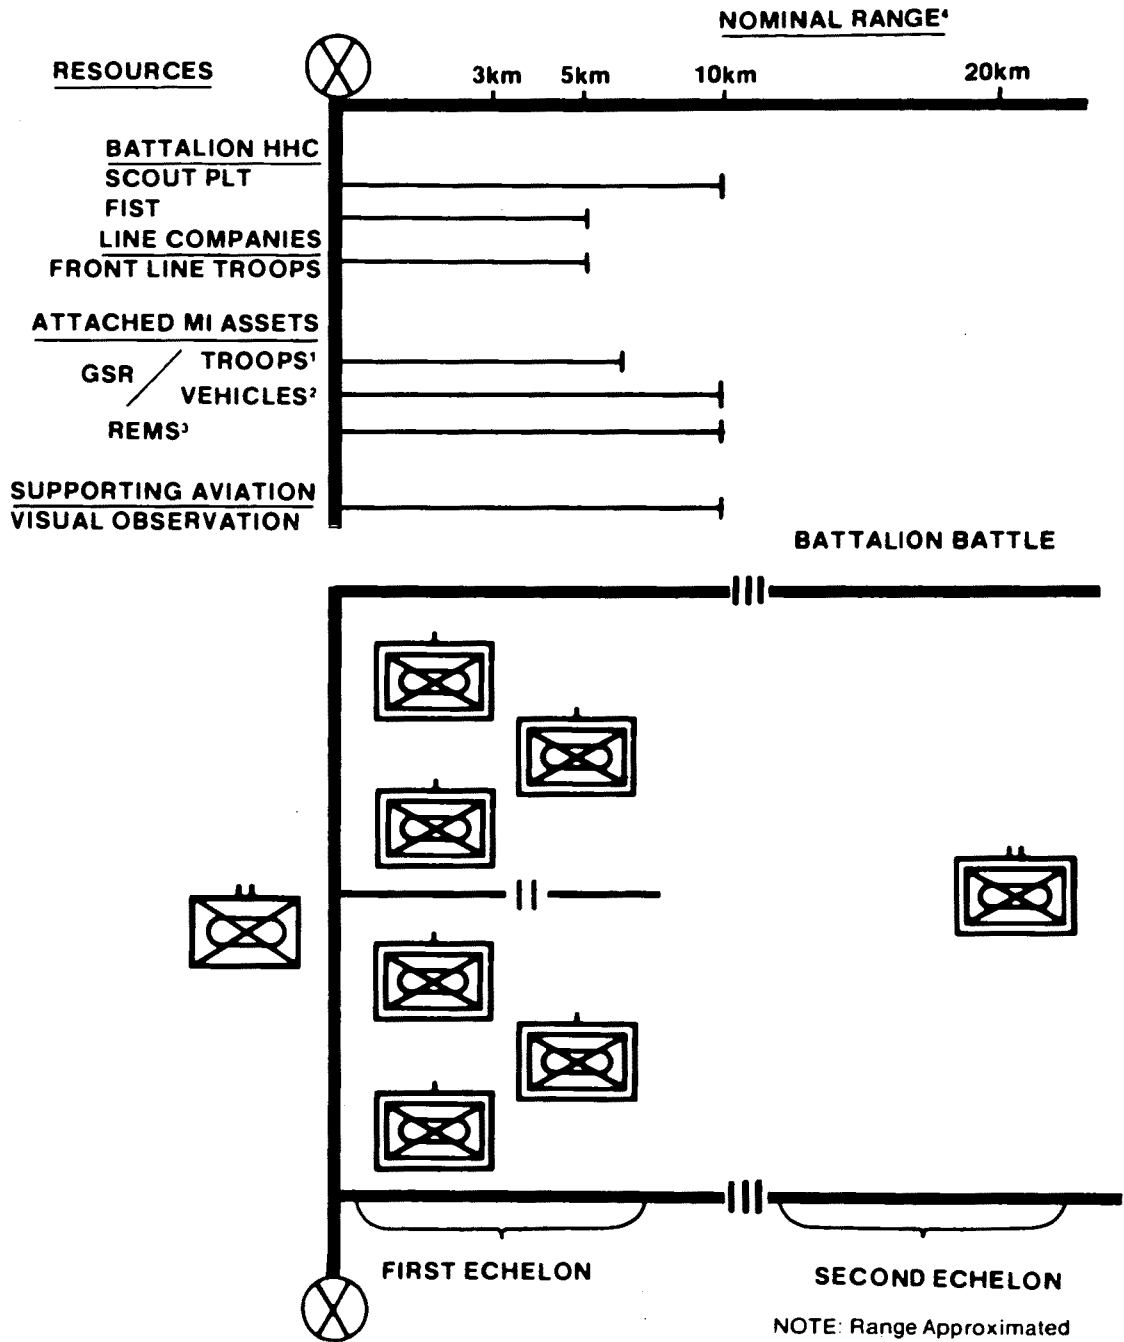 NOMINAL RANGE⁴
RESOURCES
3km 5km 10km 20km
BATTALION HHC
SCOUT PLT
FIST
LINE COMPANIES
FRONT LINE TROOPS
ATTACHED MI ASSETS
GSR / TROOPS¹
VEHICLES²
REMS³
SUPPORTING AVIATION
VISUAL OBSERVATION
BATTALION BATTLE
FIRST ECHELON
SECOND ECHELON
NOTE: Range Approximated